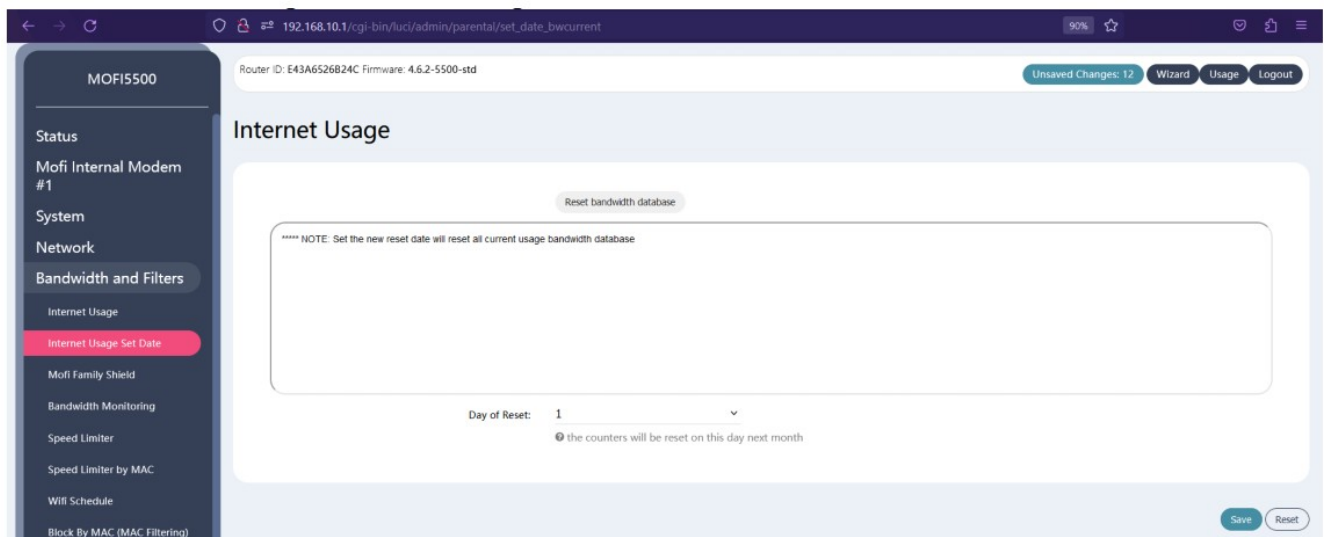 192.168.10.1/cgi-bin/luci/admin/parental/set_date_bwcurrent
90%
MOFI5500
Router ID: E43A6526B24C Firmware: 4.6.2-5500-std
Unsaved Changes: 12
Wizard
Usage
Logout
Status
Mofi Internal Modem
#1
System
Network
Bandwidth and Filters
Internet Usage
Internet Usage Set Date
Mofi Family Shield
Bandwidth Monitoring
Speed Limiter
Speed Limiter by MAC
Wifi Schedule
Block By MAC (MAC Filtering)
Internet Usage
Reset bandwidth database
***** NOTE: Set the new reset date will reset all current usage bandwidth database
Day of Reset:
1
the counters will be reset on this day next month
Save
Reset